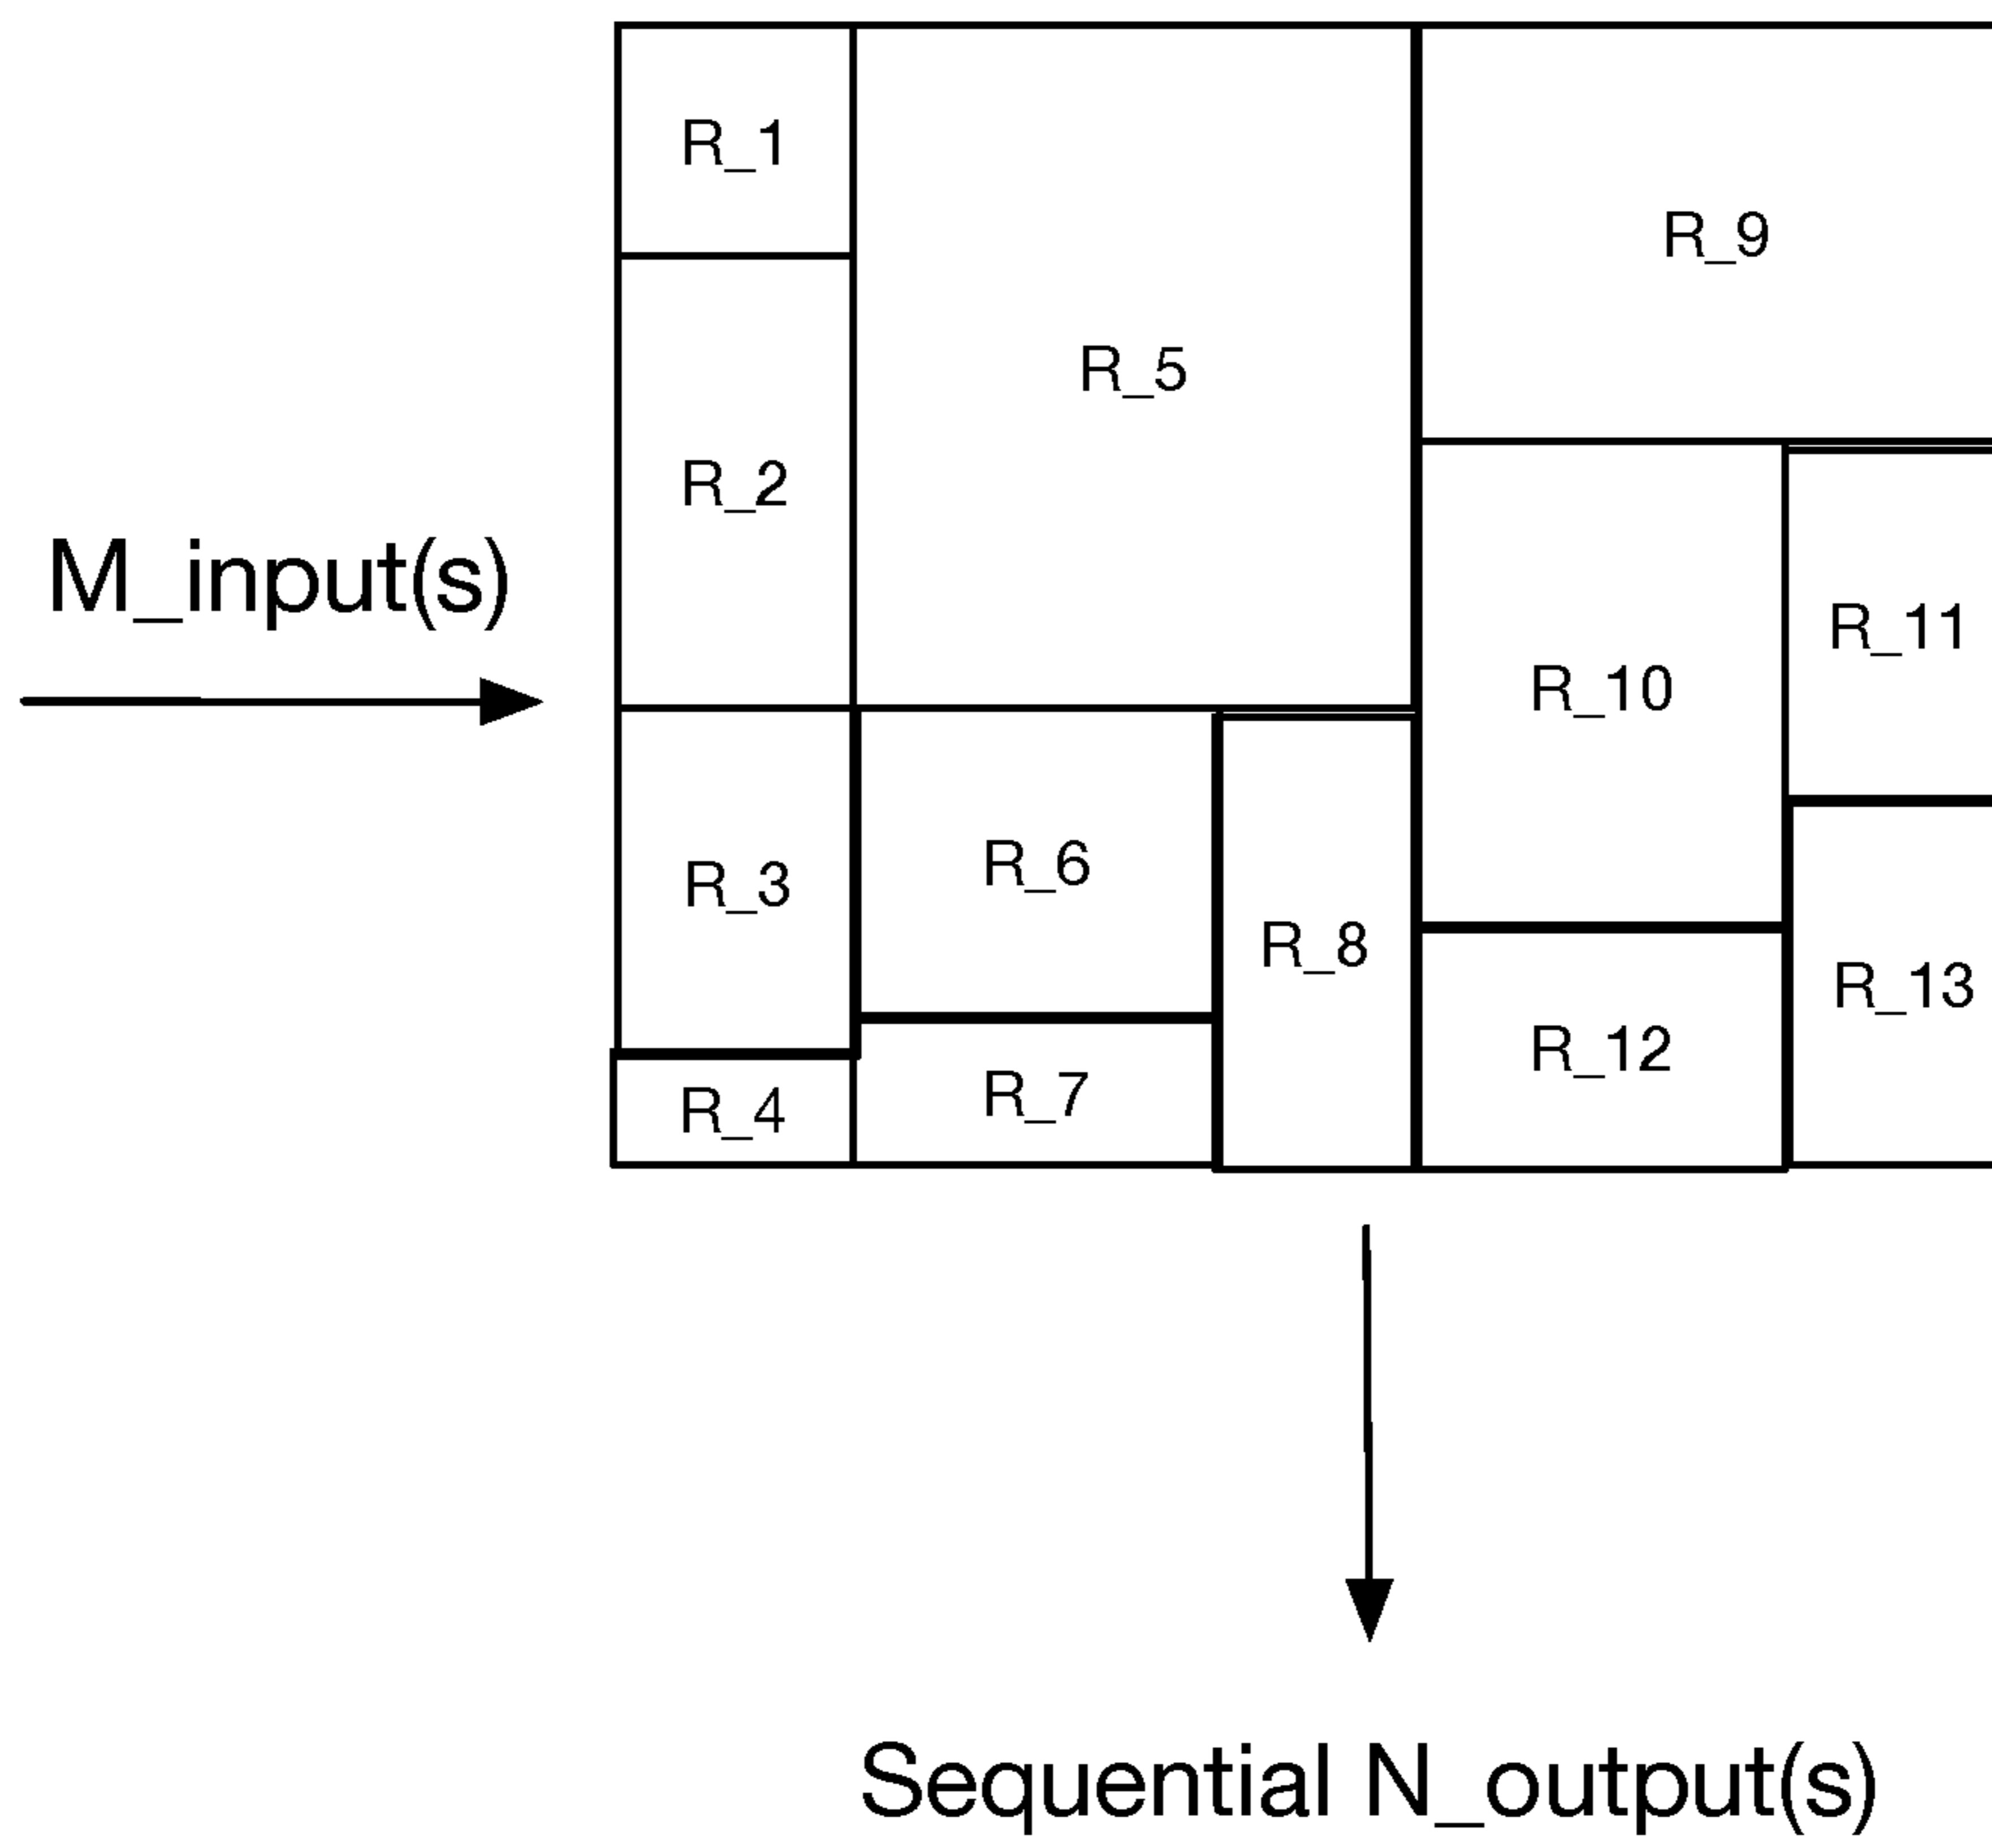 R_1
R_9
R_5
R_2
M_input(s)
R_11
R_10
R_6
R_3
R_8
R_13
R_12
R_7
R_4
Sequential N_output(s)